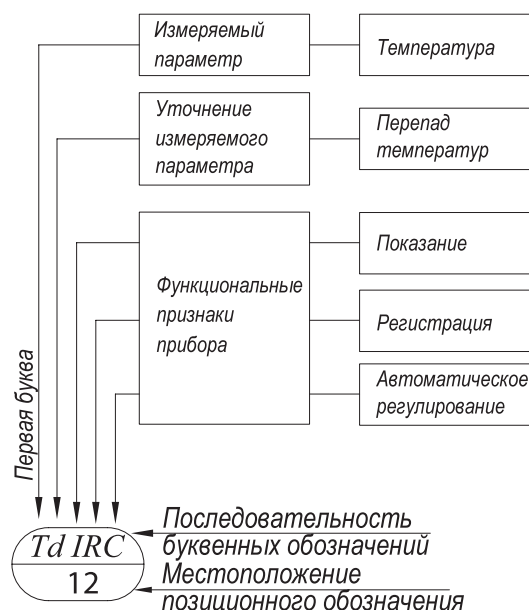 Измеряемый
параметр
Температура
Уточнение
измеряемого
параметра
Перепад
температур
Функциональные
признаки
прибора
Показание
Регистрация
Автоматическое
регулирование
Первая буква
Td IRC
12
Последовательность
буквенных обозначений
Местоположение
позиционного обозначения